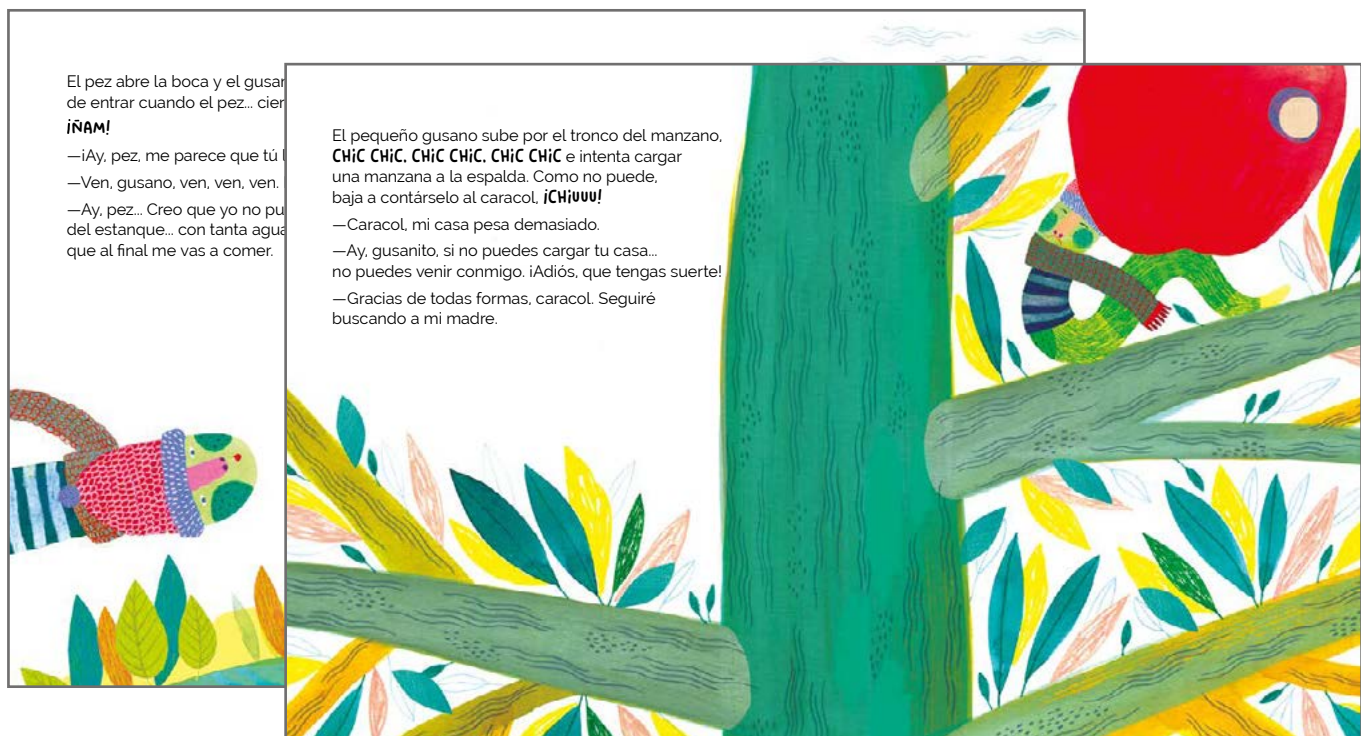 El pez abre la boca y el
de entrar cuando el pez...
¡ÑAM!
—¡Ay, pez, me parece que tú
—Ven, gusano, ven, ven, ven.
—Ay, pez... Creo que yo no
del estanque... con tanta
que al final me vas a comer.
El pequeño gusano sube por el tronco del manzano,
CHiC CHiC, CHiC CHiC, CHiC CHiC e intenta cargar
una manzana a la espalda. Como no puede,
baja a contárselo al caracol, ¡CHiuuu!
—Caracol, mi casa pesa demasiado.
—Ay, gusanito, si no puedes cargar tu casa...
no puedes venir conmigo. ¡Adiós, que tengas suerte!
—Gracias de todas formas, caracol. Seguiré
buscando a mi madre.